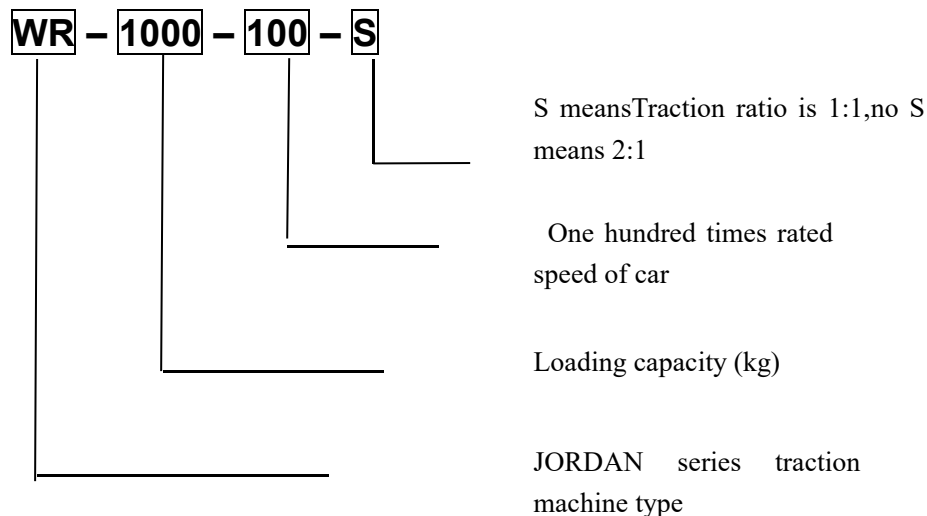 WR – 1000 – 100 – S
S meansTraction ratio is 1:1,no S
means 2:1
One hundred times rated
speed of car
Loading capacity (kg)
JORDAN series traction
machine type